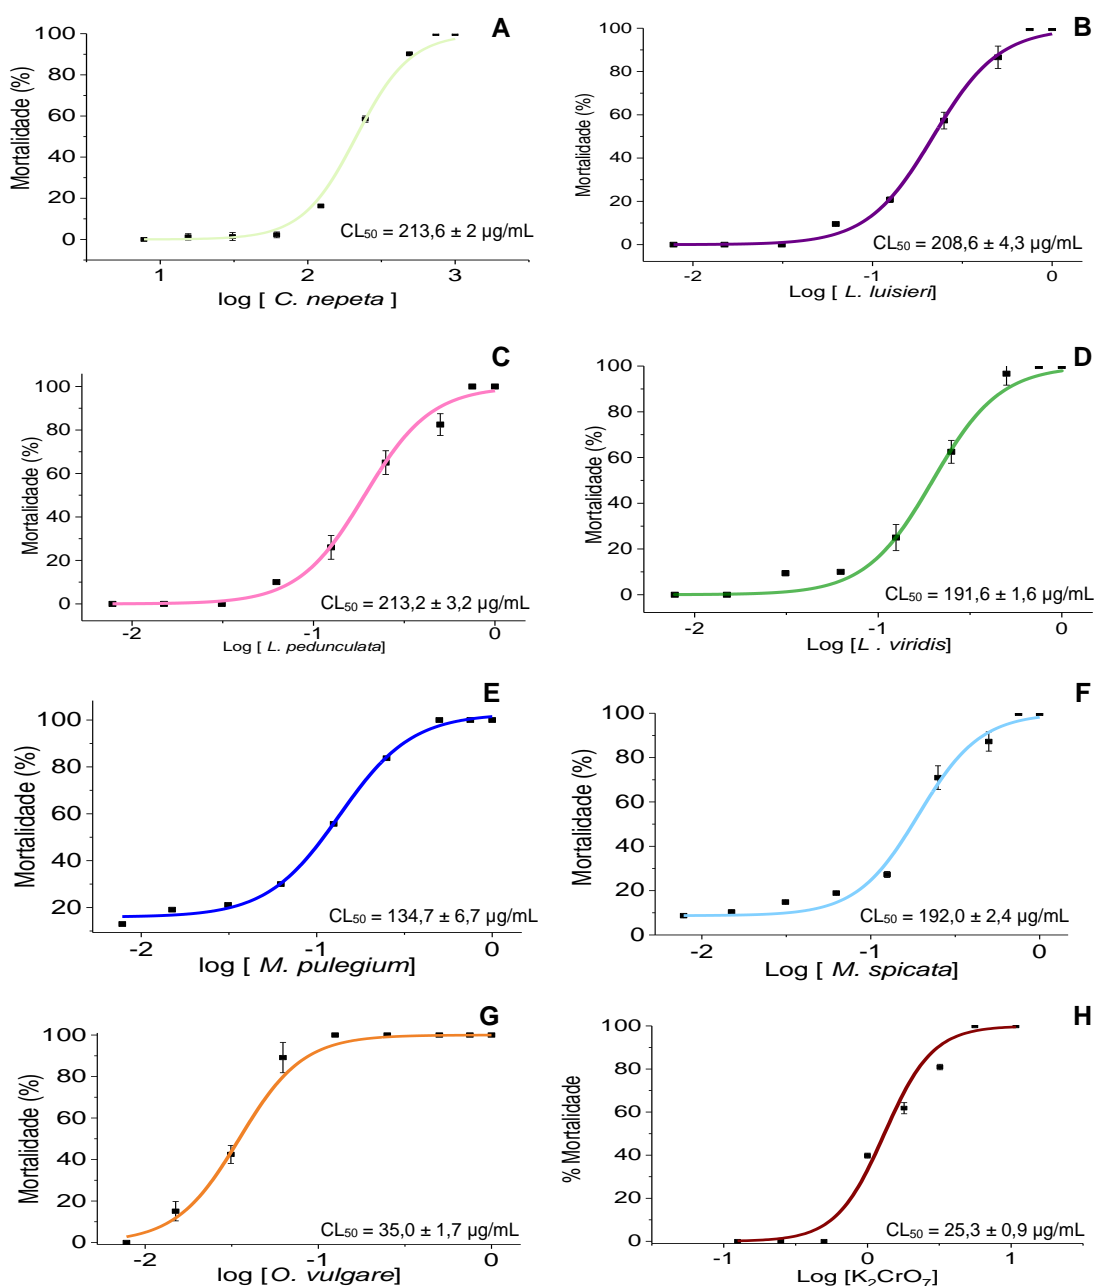 A
Mortalidade (%)
100
80
60
40
20
0
CL₅₀ = 213,6 ± 2 µg/mL
1 2 3
log [ C. nepeta ]
B
Mortalidade (%)
100
80
60
40
20
0
CL₅₀ = 208,6 ± 4,3 µg/mL
-2 -1 0
Log [ L. luisieri]
C
Mortalidade (%)
100
80
60
40
20
0
CL₅₀ = 213,2 ± 3,2 µg/mL
-2 -1 0
Log [ L. pedunculata]
D
Mortalidade (%)
100
80
60
40
20
0
CL₅₀ = 191,6 ± 1,6 µg/mL
-2 -1 0
Log [L . viridis]
E
Mortalidade (%)
100
80
60
40
20
CL₅₀ = 134,7 ± 6,7 µg/mL
-2 -1 0
log [ M. pulegium]
F
Mortalidade (%)
100
80
60
40
20
0
CL₅₀ = 192,0 ± 2,4 µg/mL
-2 -1 0
Log [ M. spicata]
G
Mortalidade (%)
100
80
60
40
20
0
CL₅₀ = 35,0 ± 1,7 µg/mL
-2 -1 0
log [O. vulgare]
H
% Mortalidade
100
80
60
40
20
0
CL₅₀ = 25,3 ± 0,9 µg/mL
-1 0 1
Log [K₂CrO₇]